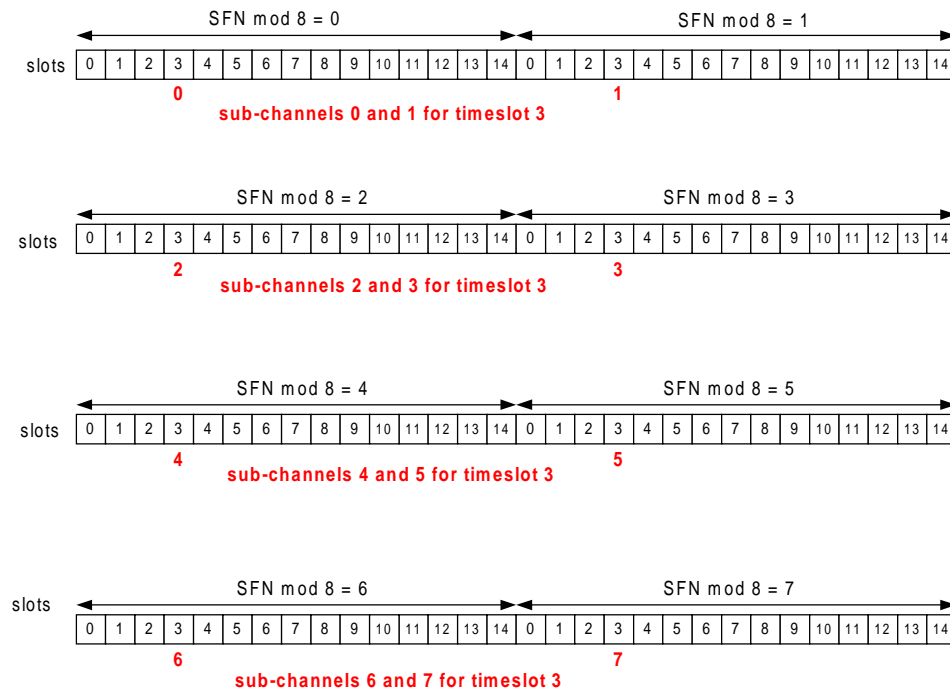 SFN mod 8 = 0 SFN mod 8 = 1
slots 0 1 2 3 4 5 6 7 8 9 10 11 12 13 14 0 1 2 3 4 5 6 7 8 9 10 11 12 13 14
0 1
sub-channels 0 and 1 for timeslot 3
SFN mod 8 = 2 SFN mod 8 = 3
slots 0 1 2 3 4 5 6 7 8 9 10 11 12 13 14 0 1 2 3 4 5 6 7 8 9 10 11 12 13 14
2 3
sub-channels 2 and 3 for timeslot 3
SFN mod 8 = 4 SFN mod 8 = 5
slots 0 1 2 3 4 5 6 7 8 9 10 11 12 13 14 0 1 2 3 4 5 6 7 8 9 10 11 12 13 14
4 5
sub-channels 4 and 5 for timeslot 3
SFN mod 8 = 6 SFN mod 8 = 7
slots 0 1 2 3 4 5 6 7 8 9 10 11 12 13 14 0 1 2 3 4 5 6 7 8 9 10 11 12 13 14
6 7
sub-channels 6 and 7 for timeslot 3